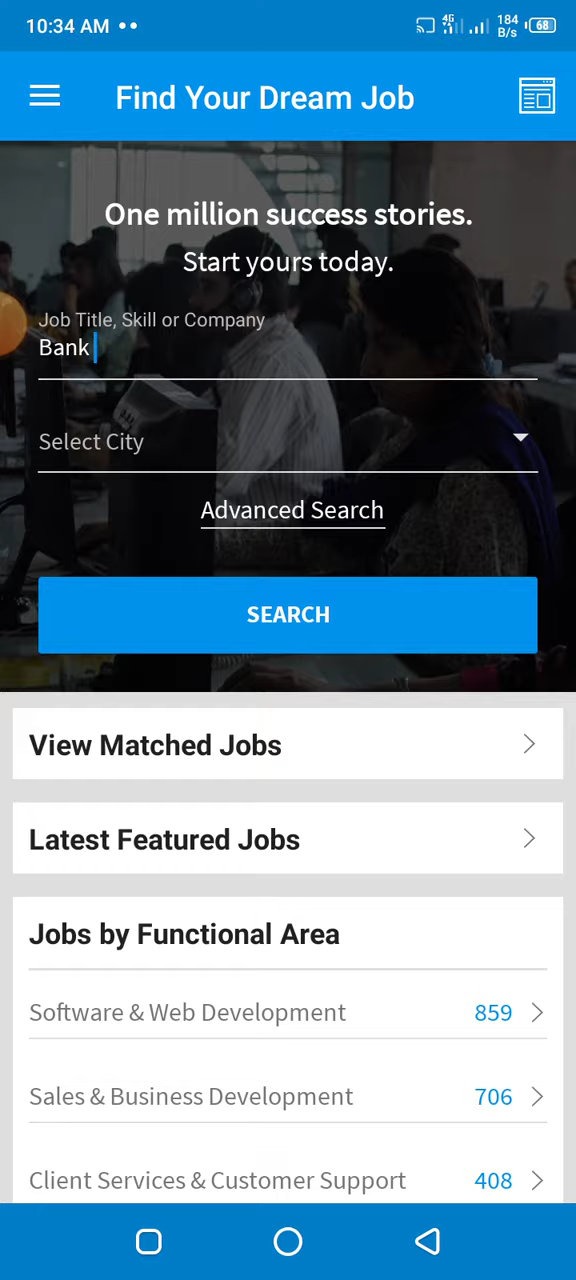 10:34 AM
4G
184
B/s
68
Find Your Dream Job
One million success stories.
Start yours today.
Job Title, Skill or Company
Bank
Select City
Advanced Search
SEARCH
View Matched Jobs
Latest Featured Jobs
Jobs by Functional Area
Software & Web Development 859
Sales & Business Development 706
Client Services & Customer Support 408